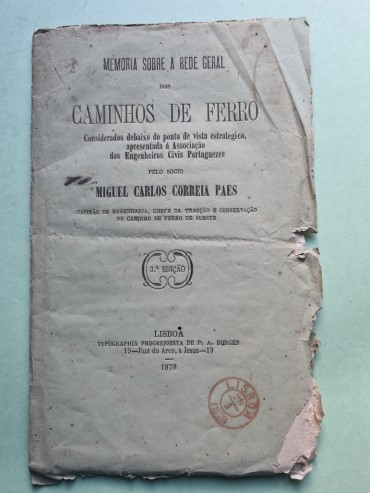 MEMORIA SOBRE A REDE GERAL
DOS
CAMINHOS DE FERRO
Considerados debaixo do ponto de vista estrategico,
apresentada á Associação
dos Engenheiros Civis Portuguezes
PELO SOCIO
MIGUEL CARLOS CORREIA PAES
CAPITÃO DE ENGENHARIA, CHEFE DA TRACÇÃO E CONSERVAÇÃO
DO CAMINHO DE FERRO DE SUESTE
3.ª EDIÇÃO
LISBOA
TYPOGRAPHIA PROGRESSISTA DE P. A. BORGES
19—Rua do Arco, a Jesus—19
1878
LISBOA